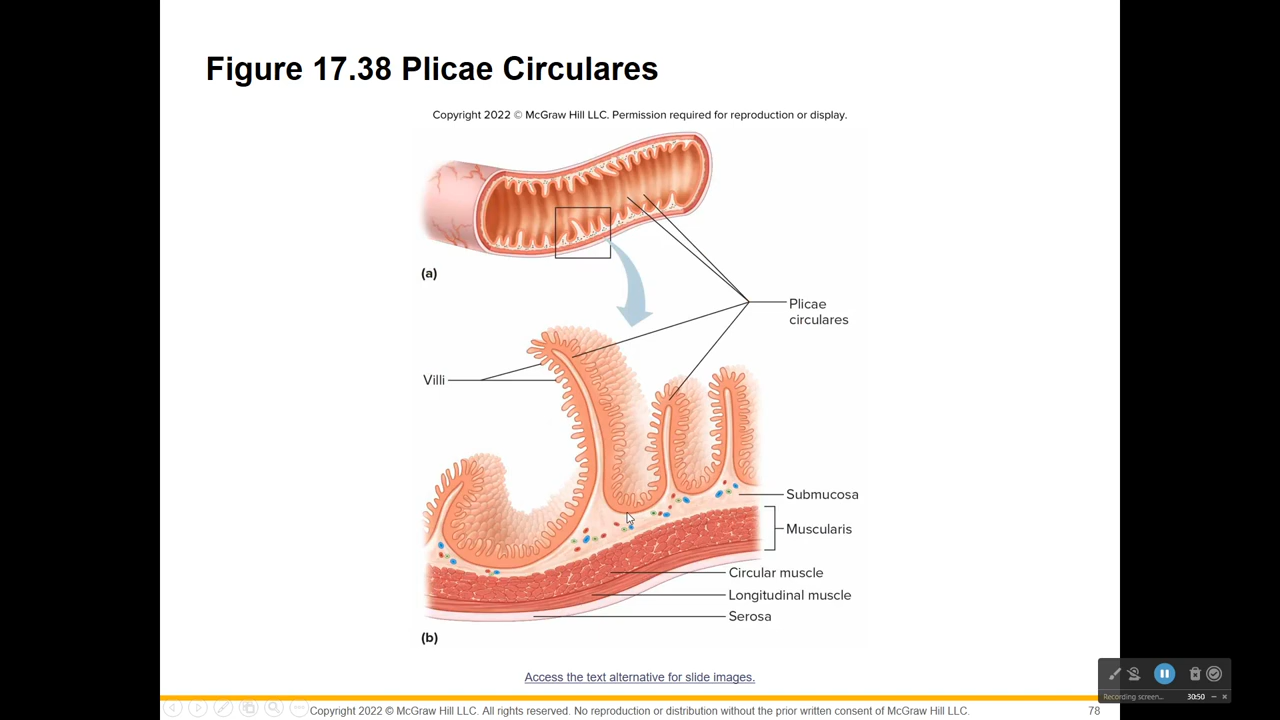 Figure 17.38 Plicae Circulares
Copyright 2022 © McGraw Hill LLC. Permission required for reproduction or display.
(a)
Plicae
circulares
Villi
Submucosa
Muscularis
Circular muscle
Longitudinal muscle
Serosa
(b)
Access the text alternative for slide images.
Recording screen... 30:50
Copyright 2022 © McGraw Hill LLC. All rights reserved. No reproduction or distribution without the prior written consent of McGraw Hill LLC.
78